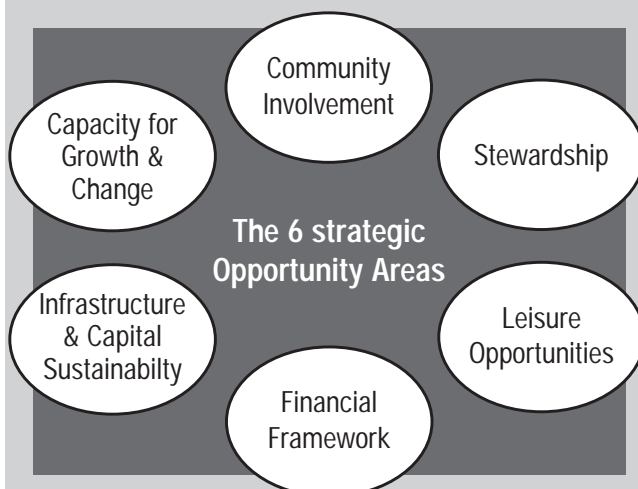 Community
Involvement
Capacity for
Growth &
Change
Stewardship
The 6 strategic
Opportunity Areas
Infrastructure
& Capital
Sustainabilty
Leisure
Opportunities
Financial
Framework